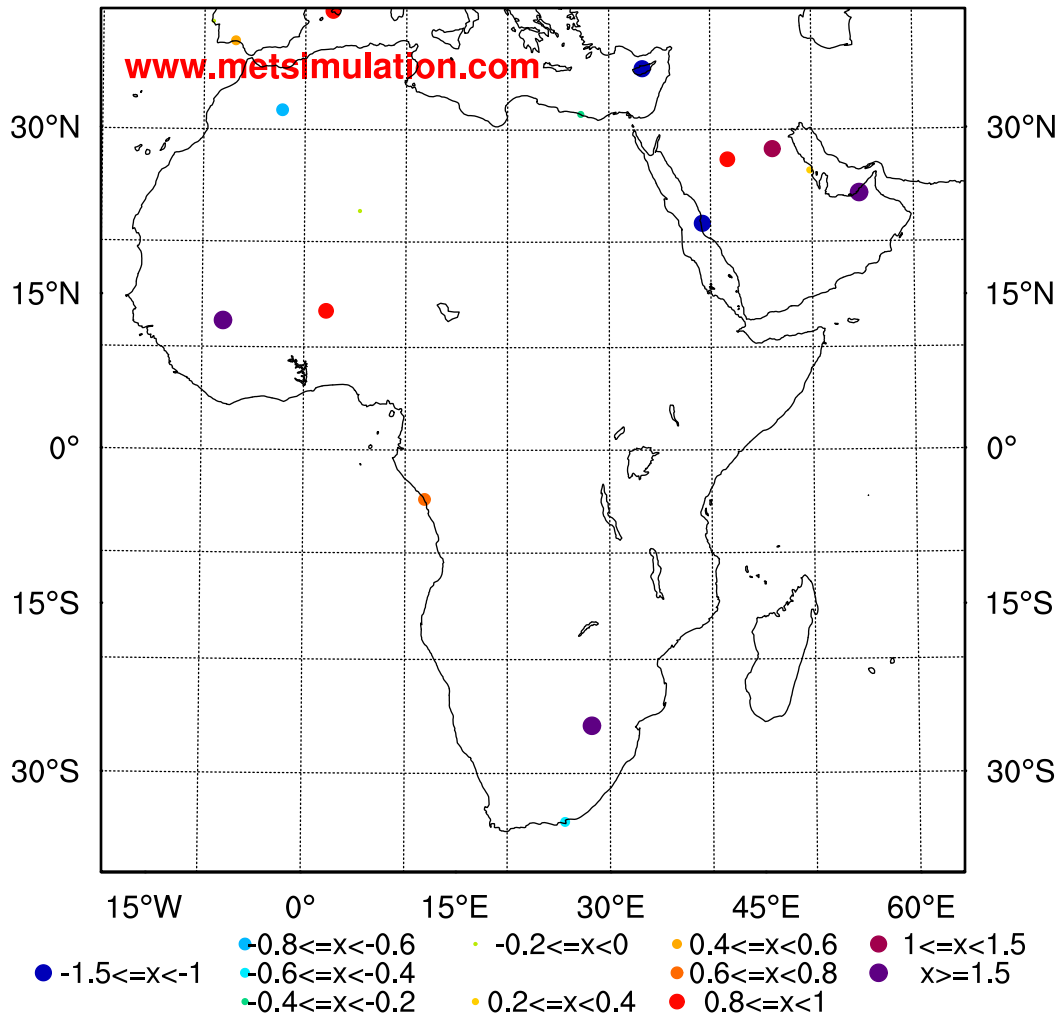 www.metsimulation.com
30°N 30°N
15°N 15°N
0° 0°
15°S 15°S
30°S 30°S
15°W 0° 15°E 30°E 45°E 60°E
-0.8<=x<-0.6 -0.2<=x<0 0.4<=x<0.6 1<=x<1.5
-1.5<=x<-1 -0.6<=x<-0.4 0.6<=x<0.8 x>=1.5
-0.4<=x<-0.2 0.2<=x<0.4 0.8<=x<1